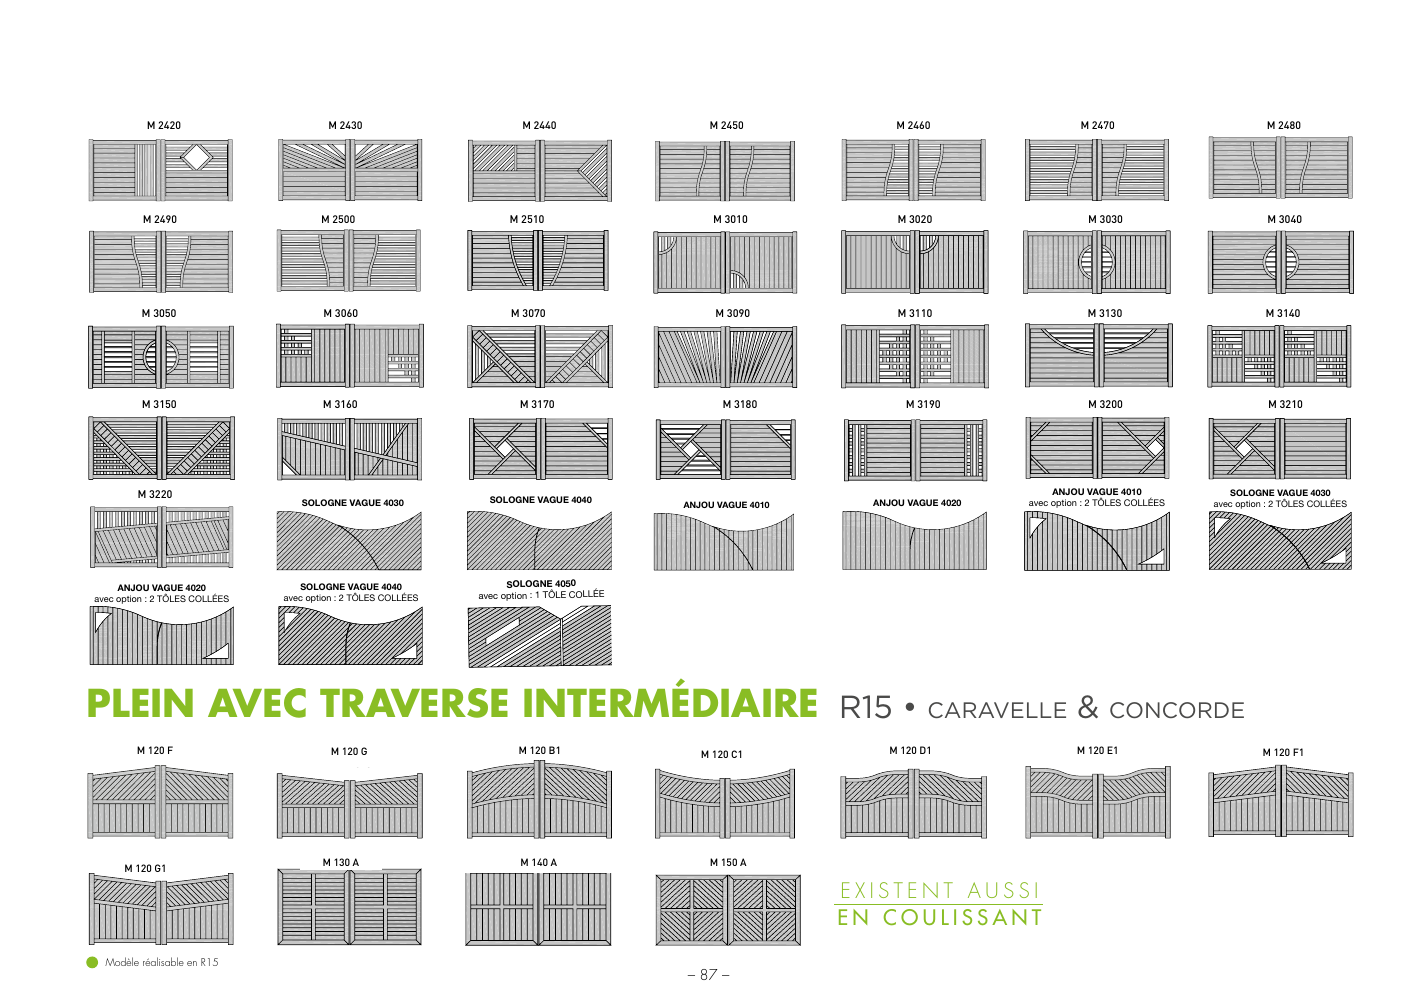 M 2420
M 2430
M 2440
M 2450
M 2460
M 2470
M 2480
M 2490
M 2500
M 2510
M 3010
M 3020
M 3030
M 3040
M 3050
M 3060
M 3070
M 3090
M 3110
M 3130
M 3140
M 3150
M 3160
M 3170
M 3180
M 3190
M 3200
M 3210
M 3220
SOLOGNE VAGUE 4030
SOLOGNE VAGUE 4040
ANJOU VAGUE 4010
ANJOU VAGUE 4020
ANJOU VAGUE 4010
avec option : 2 TÔLES COLLÉES
SOLOGNE VAGUE 4030
avec option : 2 TÔLES COLLÉES
ANJOU VAGUE 4020
avec option : 2 TÔLES COLLÉES
SOLOGNE VAGUE 4040
avec option : 2 TÔLES COLLÉES
SOLOGNE 4050
avec option : 1 TÔLE COLLÉE
PLEIN AVEC TRAVERSE INTERMÉDIAIRE R15 • CARAVELLE & CONCORDE
M 120 F
M 120 G
M 120 B1
M 120 C1
M 120 D1
M 120 E1
M 120 F1
M 120 G1
M 130 A
M 140 A
M 150 A
EXISTENT AUSSI
EN COULISSANT
Modèle réalisable en R15
– 87 –